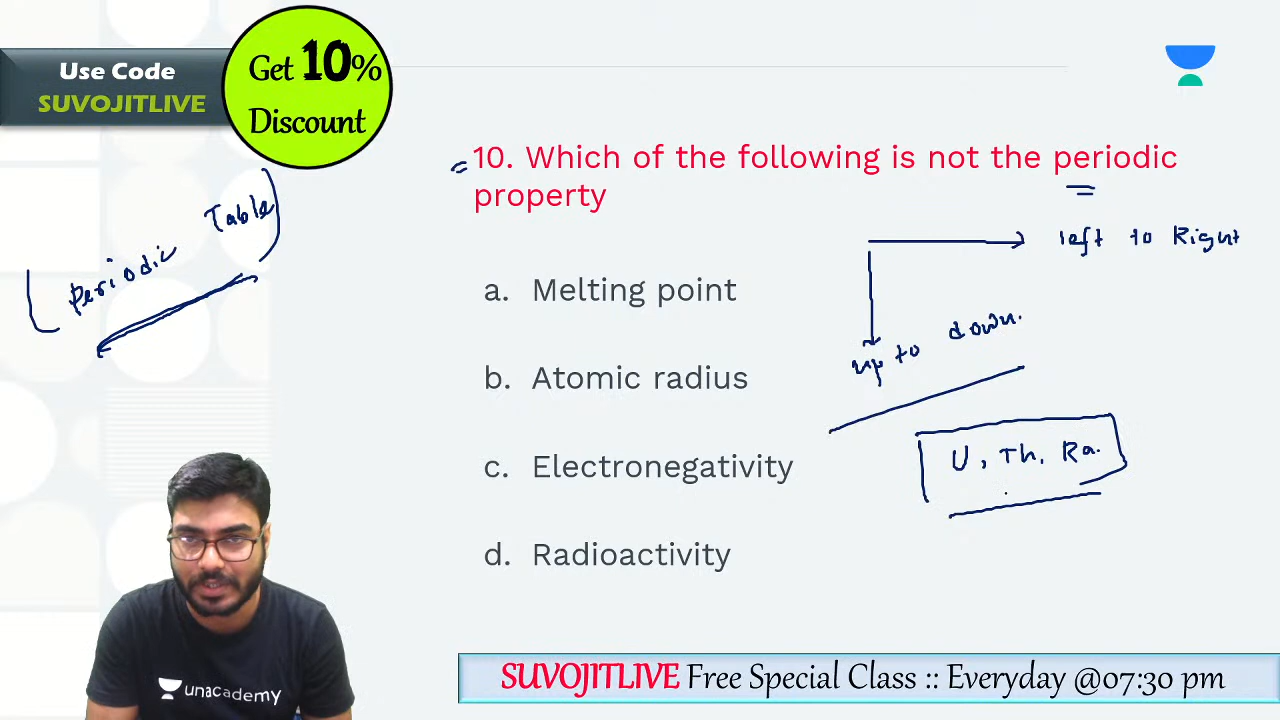 Use Code
SUVOJITLIVE
Get 10%
Discount
10. Which of the following is not the periodic
property
Periodic Table
left to Right
up to down.
a. Melting point
b. Atomic radius
c. Electronegativity
d. Radioactivity
U, Th, Ra.
unacademy
SUVOJITLIVE Free Special Class :: Everyday @07:30 pm